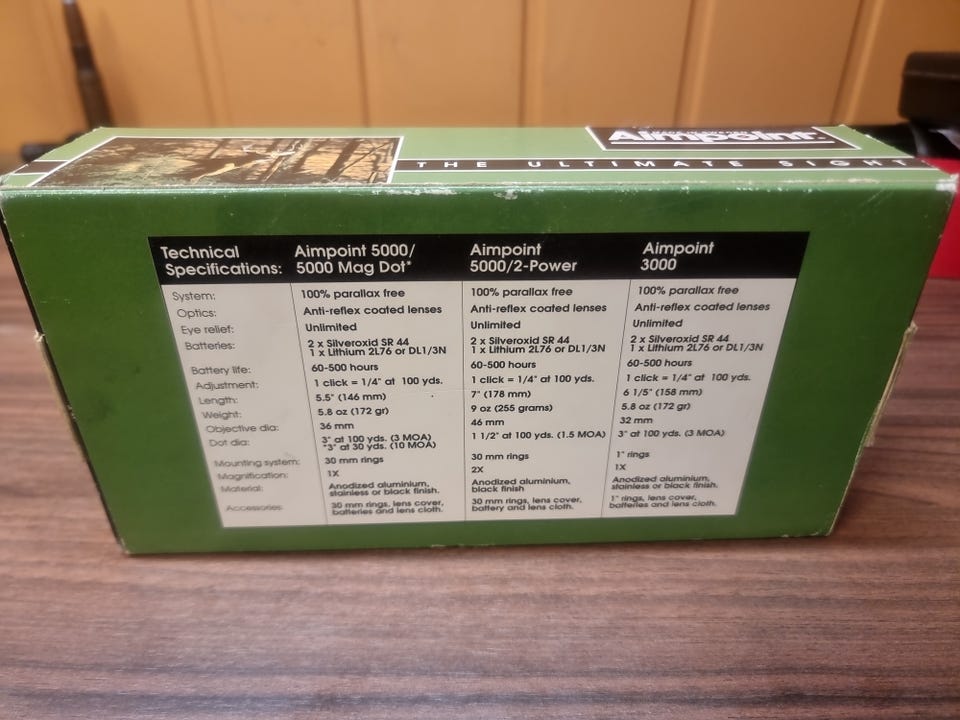 MADE IN SWEDEN
Aimpoint
THE ULTIMATE SIGHT
Technical Specifications:
Aimpoint 5000/
5000 Mag Dot*
Aimpoint
5000/2-Power
Aimpoint
3000
System: 100% parallax free 100% parallax free 100% parallax free
Optics: Anti-reflex coated lenses Anti-reflex coated lenses Anti-reflex coated lenses
Eye relief: Unlimited Unlimited Unlimited
Batteries: 2 x Silveroxid SR 44 2 x Silveroxid SR 44 2 x Silveroxid SR 44
1 x Lithium 2L76 or DL1/3N 1 x Lithium 2L76 or DL1/3N 1 x Lithium 2L76 or DL1/3N
Battery life: 60-500 hours 60-500 hours 60-500 hours
Adjustment: 1 click = 1/4" at 100 yds. 1 click = 1/4" at 100 yds. 1 click = 1/4" at 100 yds.
Length: 5.5" (146 mm) 7" (178 mm) 6 1/5" (158 mm)
Weight: 5.8 oz (172 gr) 9 oz (255 grams) 5.8 oz (172 gr)
Objective dia: 36 mm 46 mm 32 mm
Dot dia: 3" at 100 yds. (3 MOA) 1 1/2" at 100 yds. (1.5 MOA) 3" at 100 yds. (3 MOA)
*3" at 30 yds. (10 MOA)
Mounting system: 30 mm rings 30 mm rings 1" rings
Magnification: 1X 2X 1X
Material: Anodized aluminium, Anodized aluminium, Anodized aluminium,
stainless or black finish. black finish stainless or black finish.
Accessories: 30 mm rings, lens cover, 30 mm rings, lens cover, 1" rings, lens cover,
batteries and lens cloth. battery and lens cloth. batteries and lens cloth.